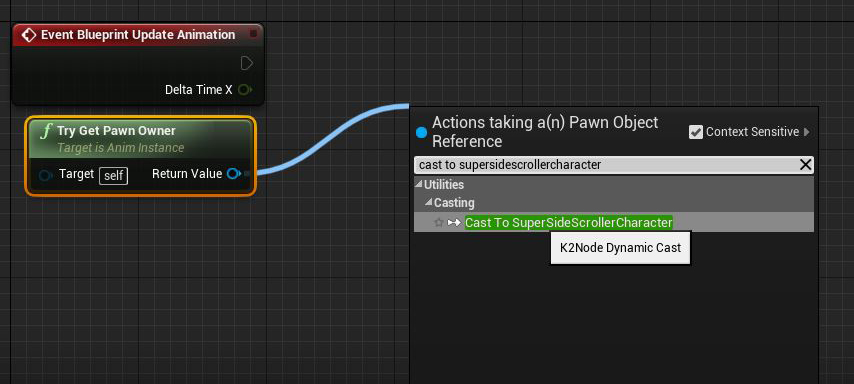 Event Blueprint Update Animation
Delta Time X
f Try Get Pawn Owner
Target is Anim Instance
Target self Return Value
Actions taking a(n) Pawn Object
Reference
Context Sensitive
cast to supersidescrollercharacter
Utilities
Casting
Cast To SuperSideScrollerCharacter
K2Node Dynamic Cast